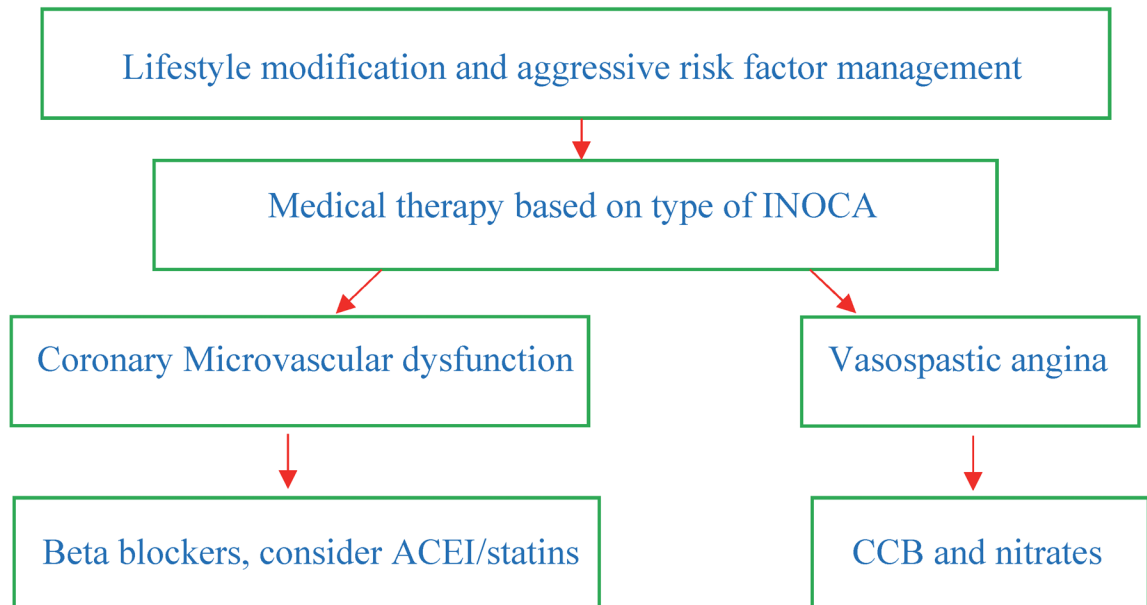 Lifestyle modification and aggressive risk factor management
Medical therapy based on type of INOCA
Coronary Microvascular dysfunction
Vasospastic angina
Beta blockers, consider ACEI/statins
CCB and nitrates